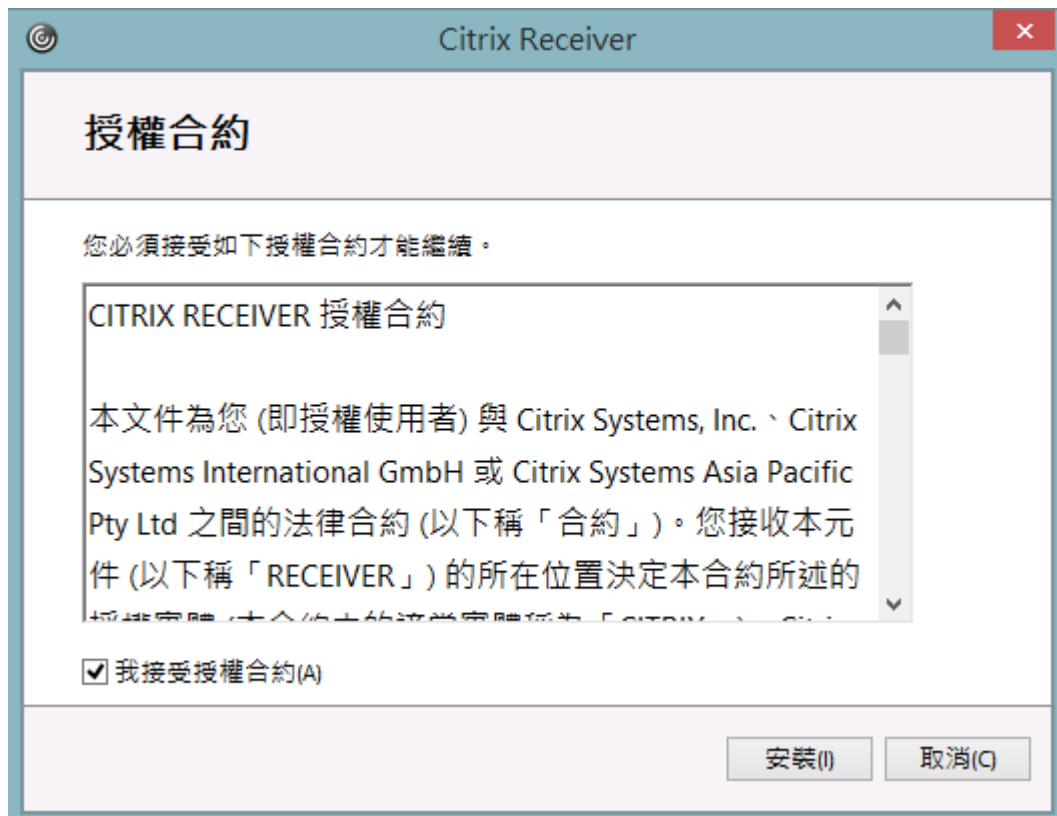 Citrix Receiver
授權合約
您必須接受如下授權合約才能繼續。
CITRIX RECEIVER 授權合約
本文件為您 (即授權使用者) 與 Citrix Systems, Inc.、Citrix
Systems International GmbH 或 Citrix Systems Asia Pacific
Pty Ltd 之間的法律合約 (以下稱「合約」)。您接收本元
件 (以下稱「RECEIVER」) 的所在位置決定本合約所述的
我接受授權合約(A)
安裝(I)
取消(C)